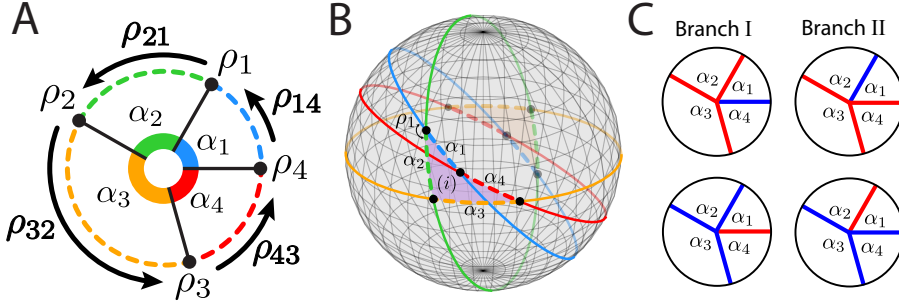 A
ρ₂₁
ρ₁
ρ₂
ρ₁₄
α₂
α₁
ρ₄
α₃
α₄
ρ₃₂
ρ₄₃
ρ₃
B
ρ₁
α₁
α₂
α₄
(i)
α₃
C
Branch I Branch II
α₂ α₁ α₃ α₄
α₂ α₁ α₃ α₄
α₂ α₁ α₃ α₄
α₂ α₁ α₃ α₄